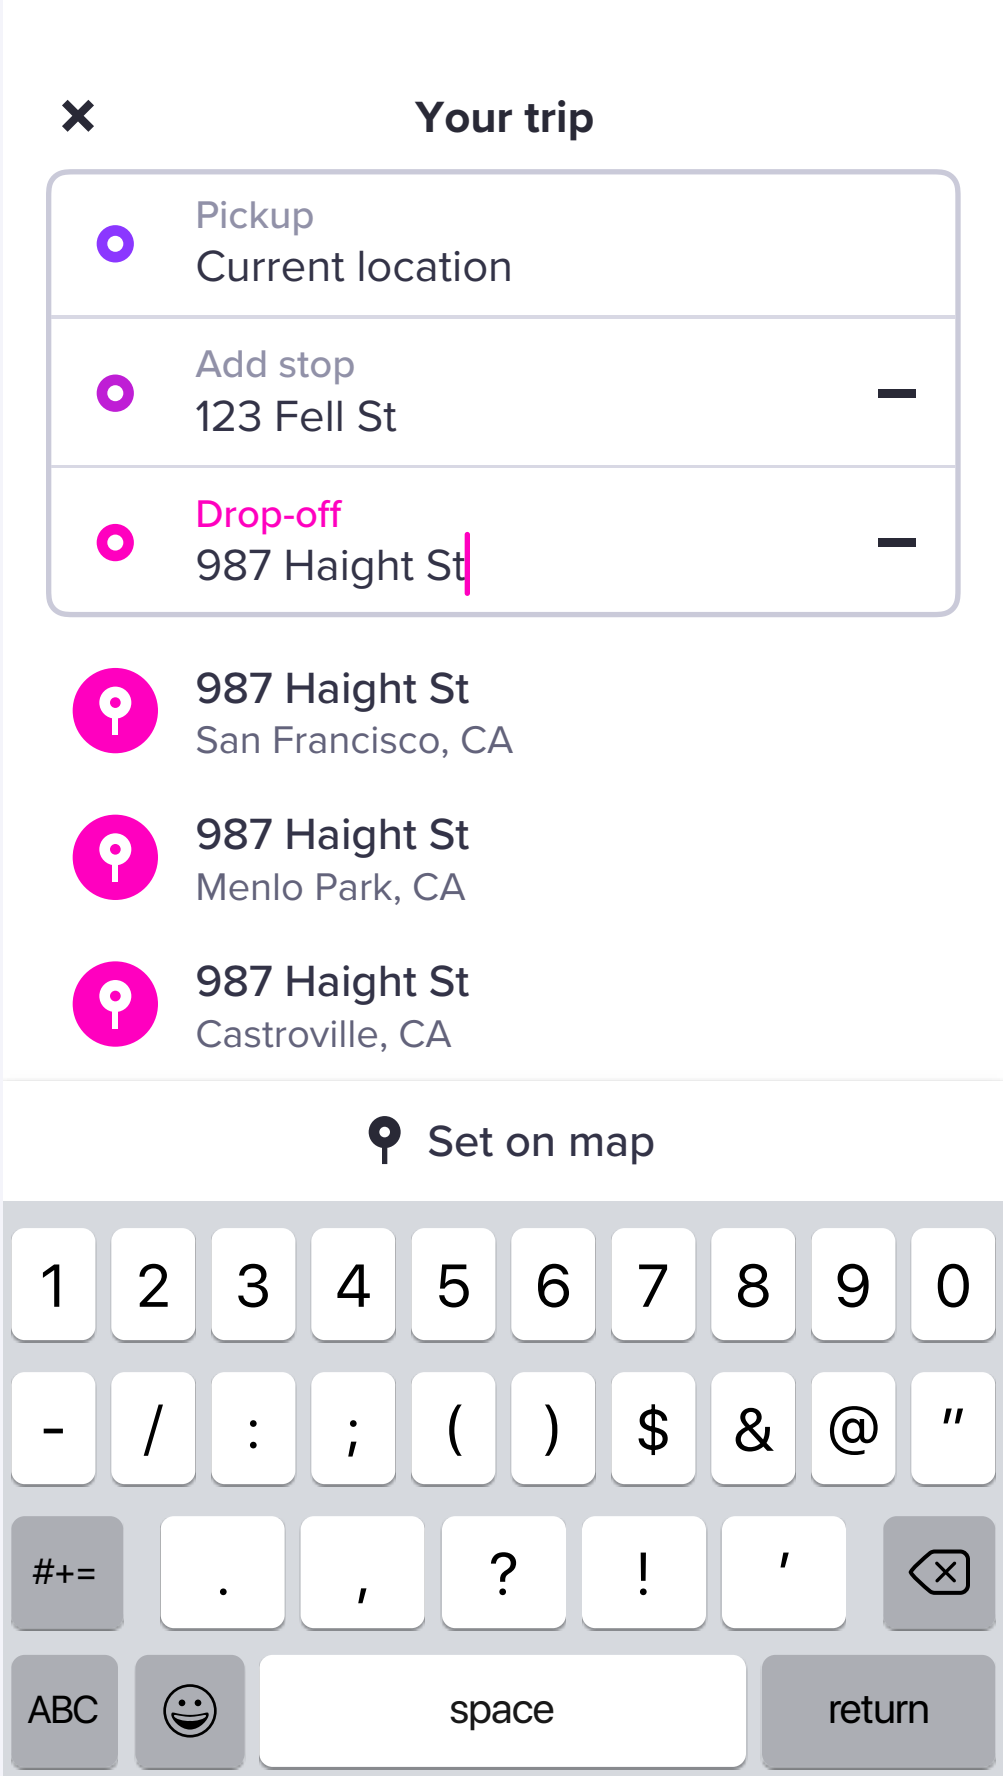 Your trip
Pickup
Current location
Add stop
123 Fell St
Drop-off
987 Haight St
987 Haight St
San Francisco, CA
987 Haight St
Menlo Park, CA
987 Haight St
Castroville, CA
Set on map
1 2 3 4 5 6 7 8 9 0
- / : ; ( ) $ & @ "
#+= . , ? ! '
ABC space return